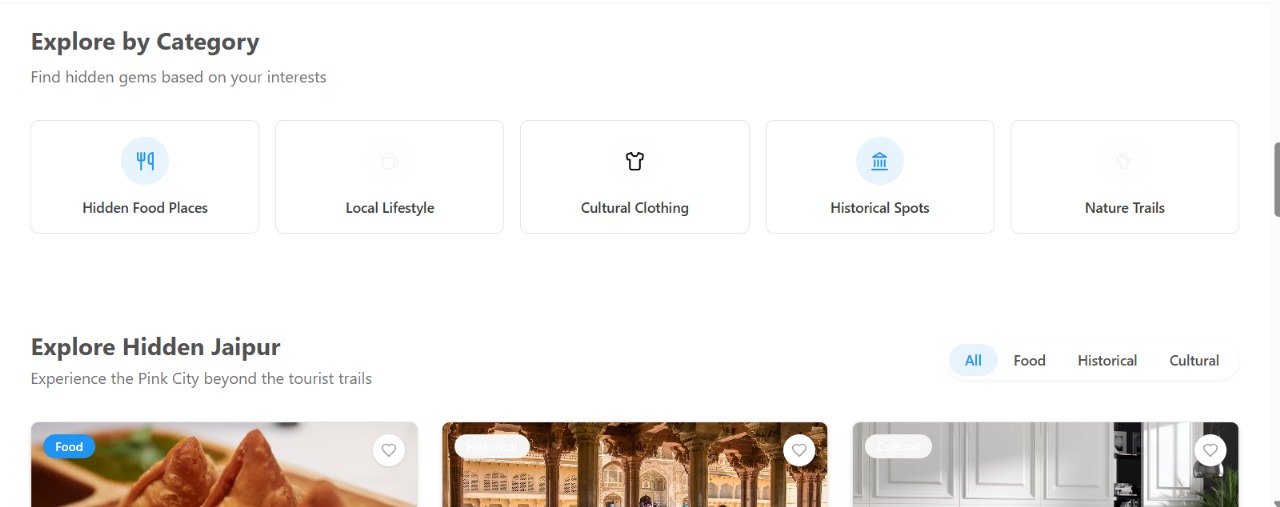 Explore by Category
Find hidden gems based on your interests
Hidden Food Places
Local Lifestyle
Cultural Clothing
Historical Spots
Nature Trails
Explore Hidden Jaipur
Experience the Pink City beyond the tourist trails
All
Food
Historical
Cultural
Food
Historical
Cultural